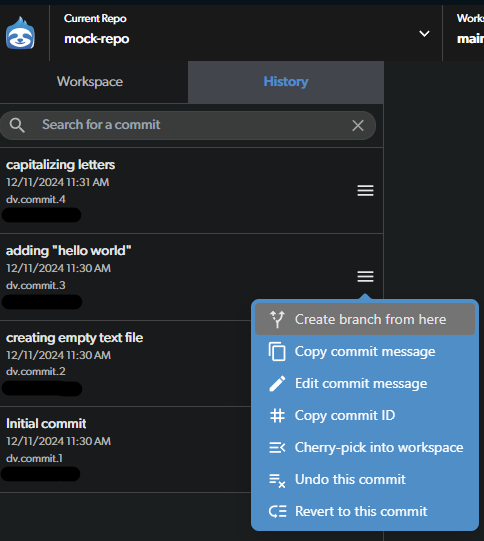 Current Repo
mock-repo
Works
main
Workspace
History
Search for a commit
capitalizing letters
12/11/2024 11:31 AM
dv.commit.4
adding "hello world"
12/11/2024 11:30 AM
dv.commit.3
creating empty text file
12/11/2024 11:30 AM
dv.commit.2
Initial commit
12/11/2024 11:30 AM
dv.commit.1
Create branch from here
Copy commit message
Edit commit message
Copy commit ID
Cherry-pick into workspace
Undo this commit
Revert to this commit